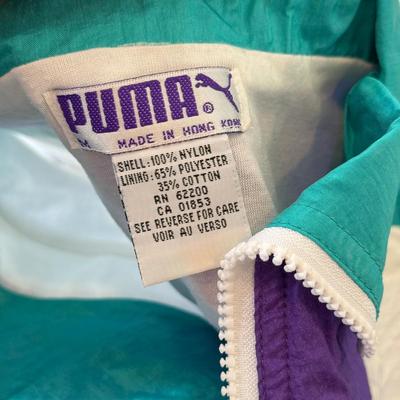 PUMA®
M MADE IN HONG KONG
SHELL:100% NYLON
LINING:65% POLYESTER
35% COTTON
RN 62200
CA 01853
SEE REVERSE FOR CARE
VOIR AU VERSO